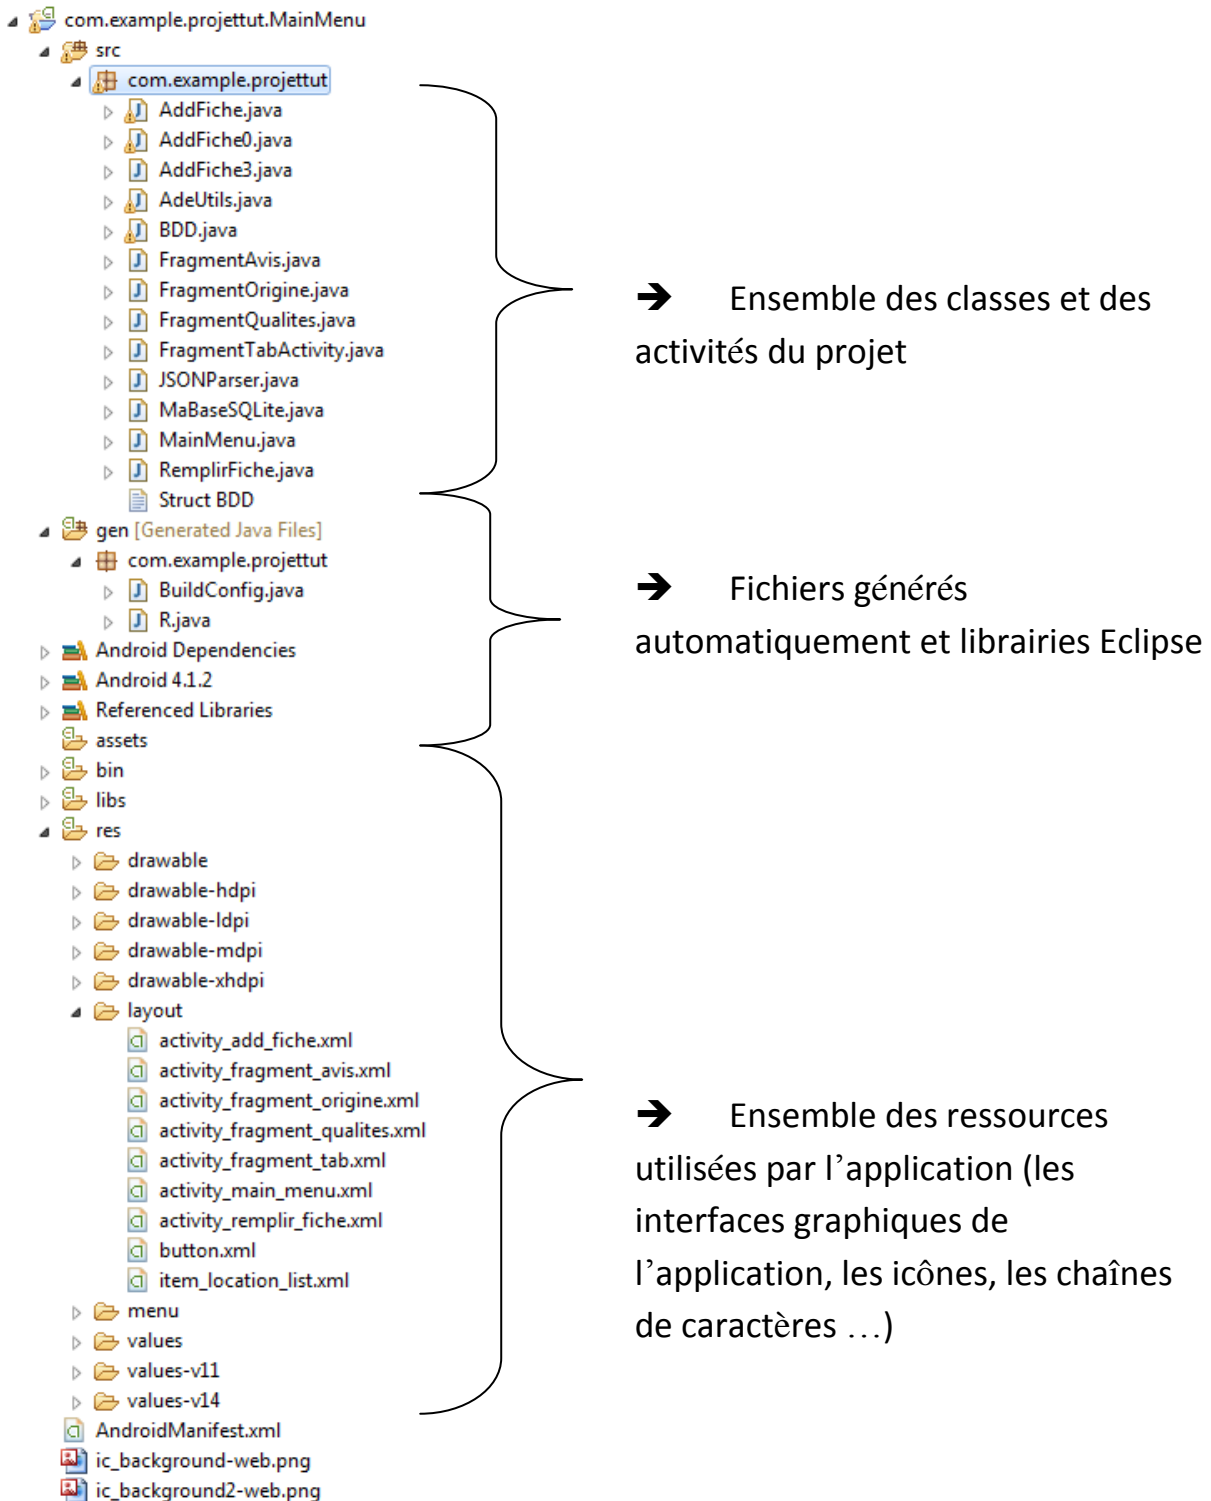 com.example.projettut.MainMenu
src
com.example.projettut
AddFiche.java
AddFiche0.java
AddFiche3.java
AdeUtils.java
BDD.java
FragmentAvis.java
FragmentOrigine.java
FragmentQualites.java
FragmentTabActivity.java
JSONParser.java
MaBaseSQLite.java
MainMenu.java
RemplirFiche.java
Struct BDD
gen [Generated Java Files]
com.example.projettut
BuildConfig.java
R.java
Android Dependencies
Android 4.1.2
Referenced Libraries
assets
bin
libs
res
drawable
drawable-hdpi
drawable-ldpi
drawable-mdpi
drawable-xhdpi
layout
activity_add_fiche.xml
activity_fragment_avis.xml
activity_fragment_origine.xml
activity_fragment_qualites.xml
activity_fragment_tab.xml
activity_main_menu.xml
activity_remplir_fiche.xml
button.xml
item_location_list.xml
menu
values
values-v11
values-v14
AndroidManifest.xml
ic_background-web.png
ic_background2-web.png
➔ Ensemble des classes et des
activités du projet
➔ Fichiers générés
automatiquement et librairies Eclipse
➔ Ensemble des ressources
utilisées par l’application (les
interfaces graphiques de
l’application, les icônes, les chaînes
de caractères …)